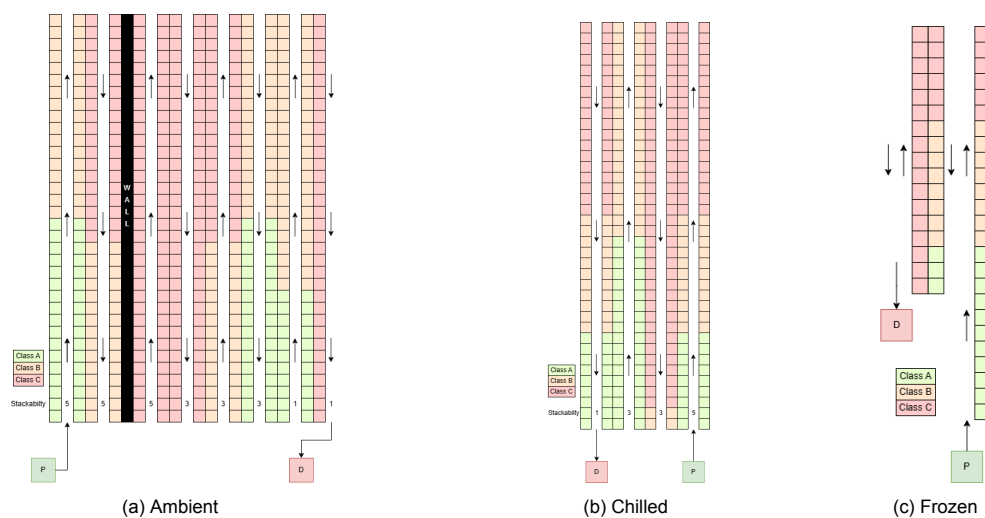 W
A
L
L
Class A
Class B
Class C
Stackabilty 5 5 5 3 3 3 1 1
P
D
(a) Ambient
Class A
Class B
Class C
Stackability 1 3 3 5
D
P
(b) Chilled
D
Class A
Class B
Class C
P
(c) Frozen